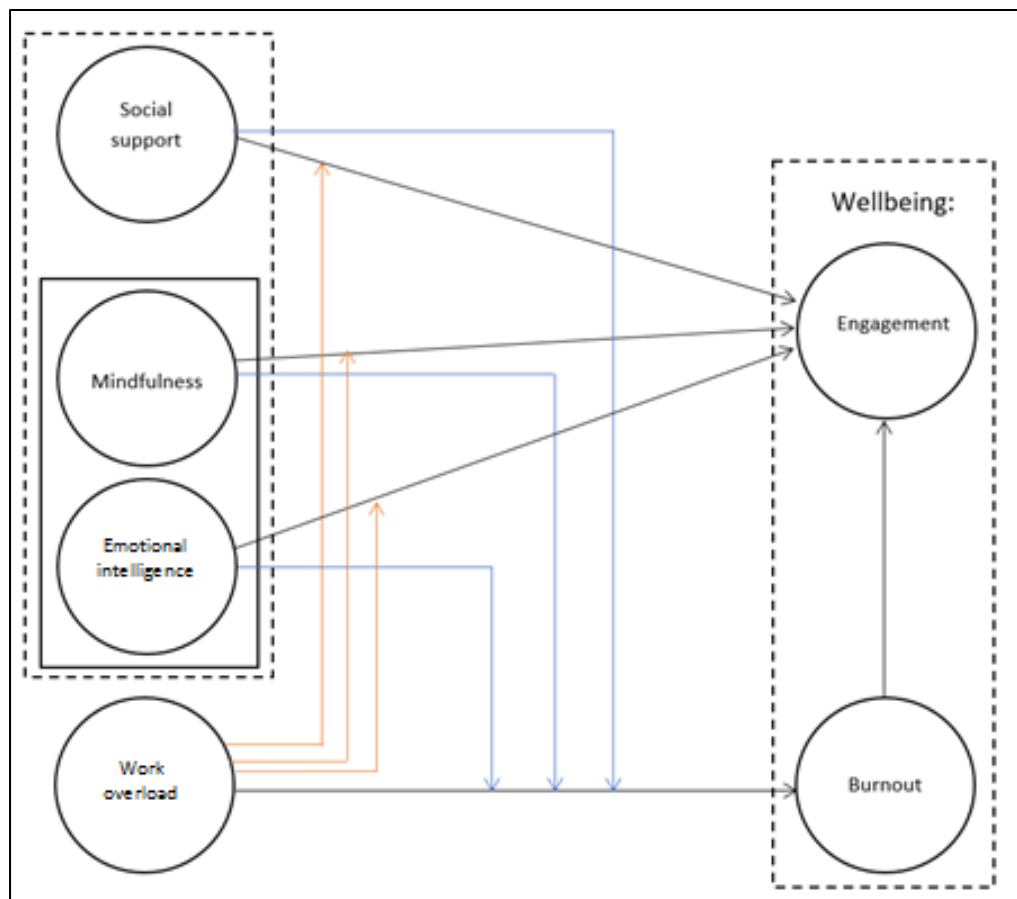 Social
support
Wellbeing:
Engagement
Mindfulness
Emotional
intelligence
Work
overload
Burnout